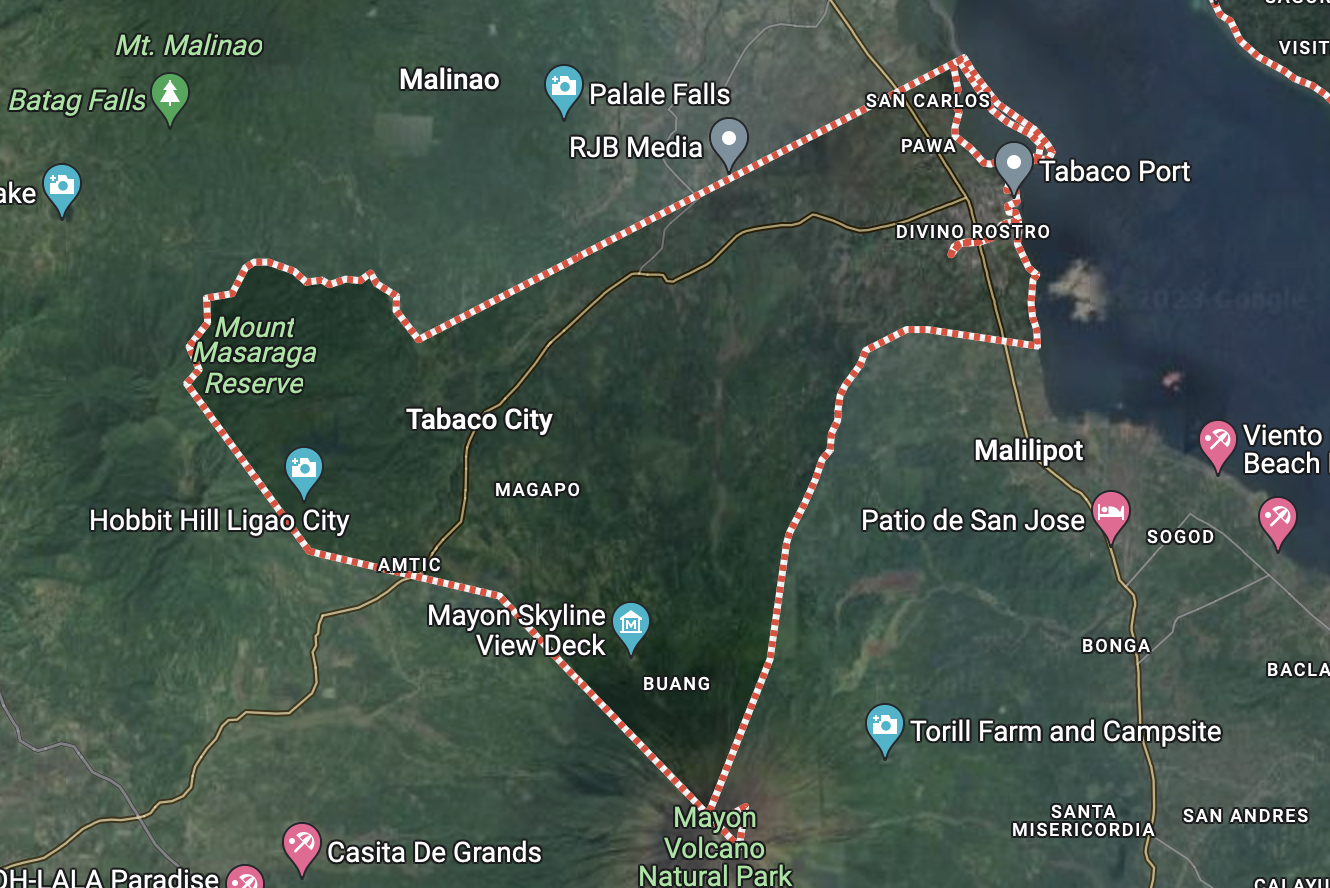 VISIT
Mt. Malinao
Malinao
Batag Falls
Palale Falls
SAN CARLOS
RJB Media
PAWA
Tabaco Port
ake
DIVINO ROSTRO
Google
Mount
Masaraga
Reserve
Tabaco City
Malilipot
Viento
Beach
MAGAPO
Hobbit Hill Ligao City
Patio de San Jose
SOGOD
AMTIC
Mayon Skyline
View Deck
BONGA
BUANG
BACLA
Torill Farm and Campsite
Mayon
Volcano
Natural Park
SANTA
MISERICORDIA
SAN ANDRES
Casita De Grands
OH-LALA Paradise